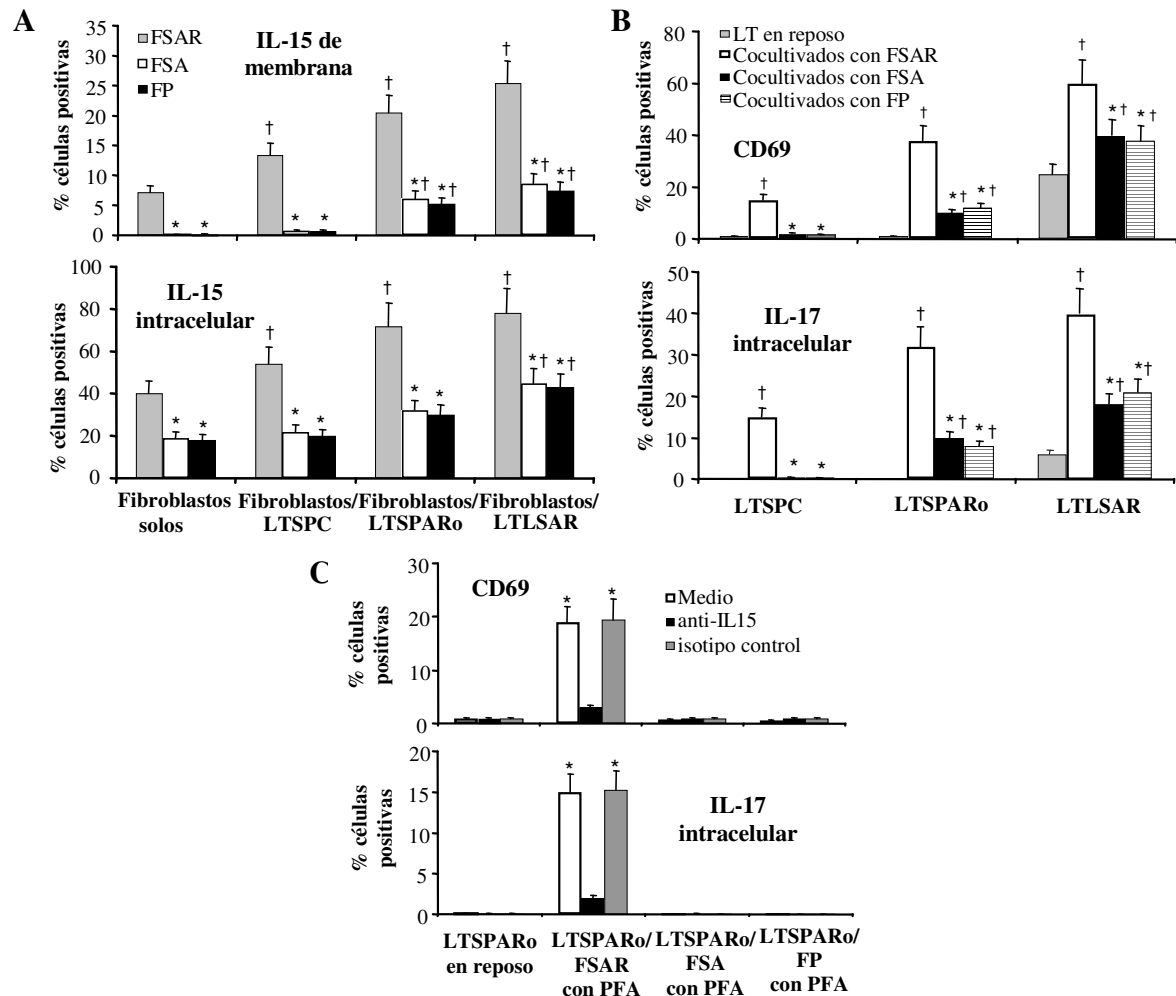 A
% células positivas
35
30
25
20
15
10
5
0
FSAR
FSA
FP
IL-15 de
membrana
†
* *
†
* *
†
*† *†
†
*† *†
% células positivas
100
80
60
40
20
0
IL-15
intracelular
* *
†
* *
†
* *
†
*† *†
Fibroblastos
solos
Fibroblastos/
LTSPC
Fibroblastos/
LTSPARo
Fibroblastos/
LTLSAR
B
% células positivas
80
60
40
20
0
LT en reposo
Cocultivados con FSAR
Cocultivados con FSA
Cocultivados con FP
CD69
†
* *
†
*† *†
†
*† *†
% células positivas
50
40
30
20
10
0
IL-17
intracelular
†
* *
†
*† *†
†
*† *†
LTSPC
LTSPARo
LTLSAR
C
% células
positivas
30
20
10
0
CD69
* *
Medio
anti-IL15
isotipo control
% células
positivas
20
15
10
5
0
* *
IL-17
intracelular
LTSPARo
en reposo
LTSPARo/
FSAR
con PFA
LTSPARo/
FSA
con PFA
LTSPARo/
FP
con PFA